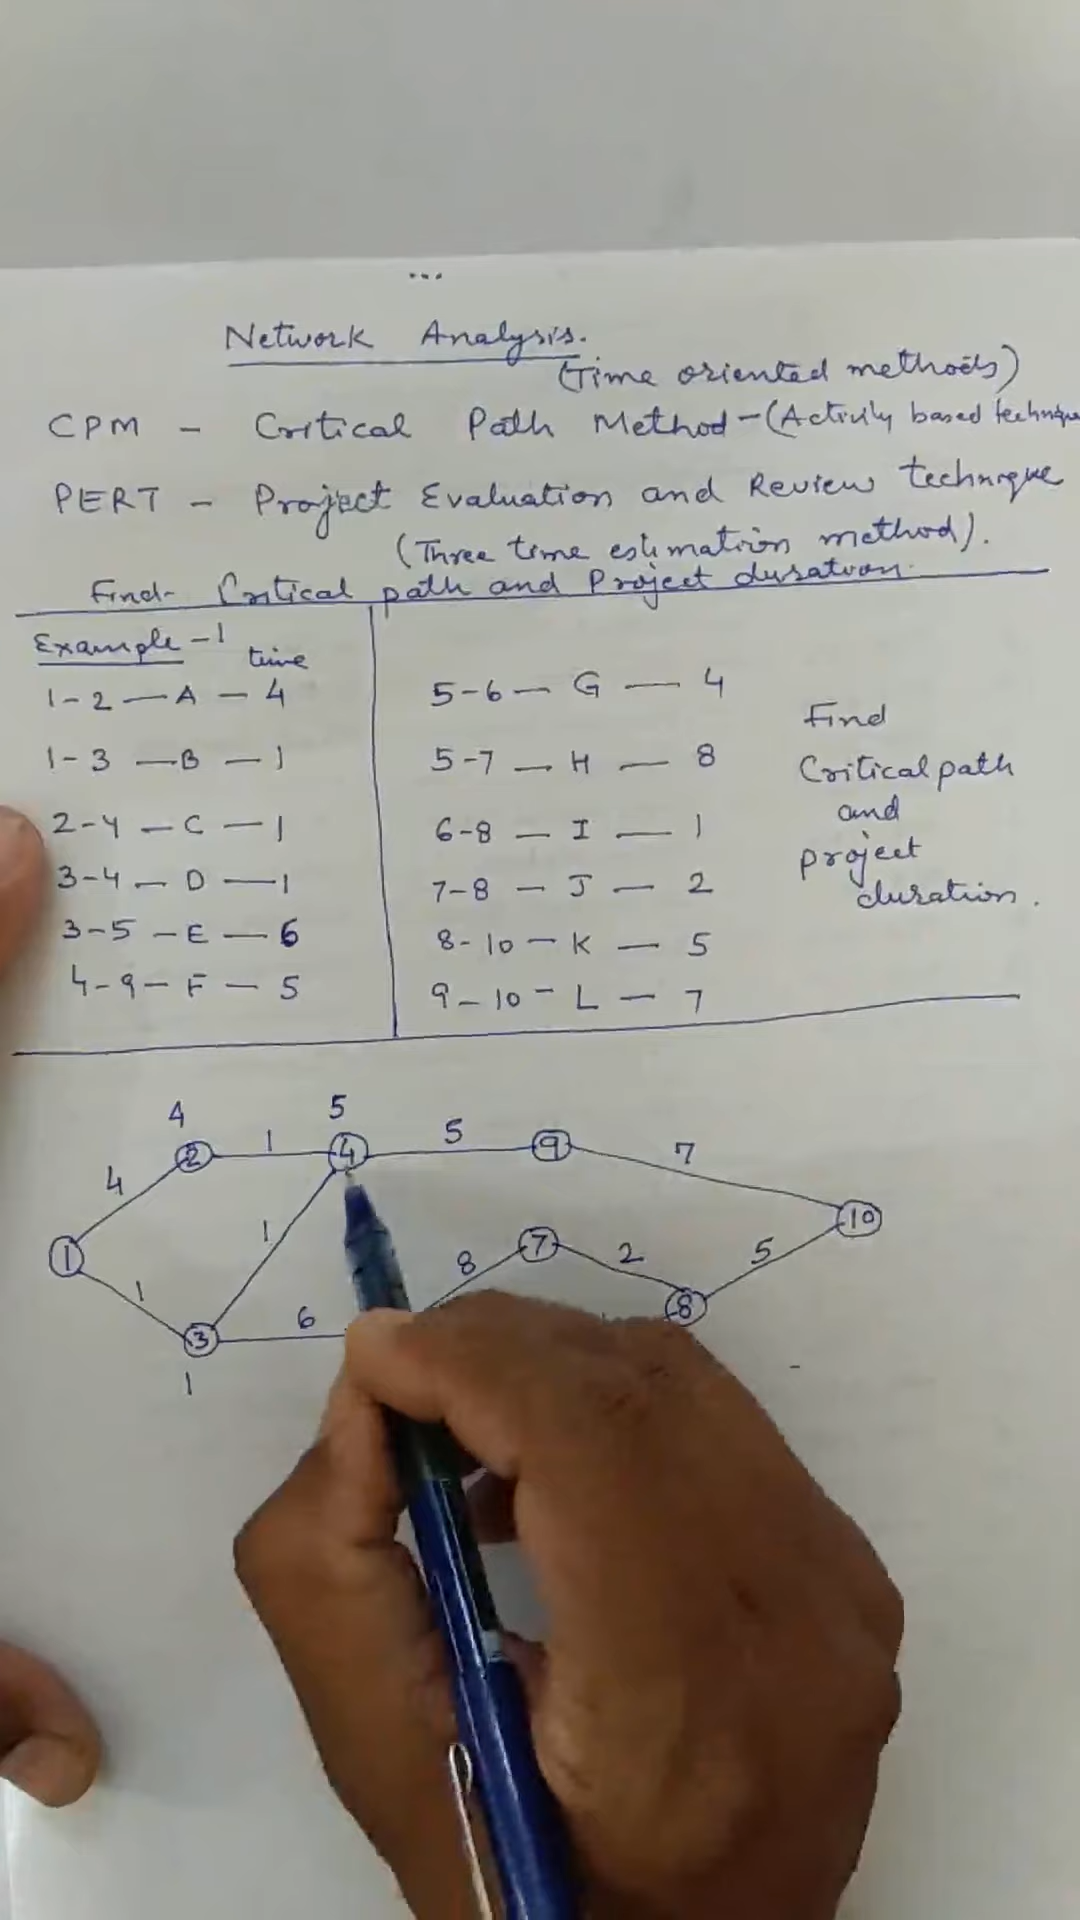 ...
Network Analysis.
(Time oriented methods)
CPM - Critical Path Method - (Activity based technique
PERT - Project Evaluation and Review technique
(Three time estimation method).
Find- Critical path and Project duration.
Example - 1
time
1-2 — A — 4
1-3 — B — 1
2-4 — C — 1
3-4 — D — 1
3-5 — E — 6
4-9 — F — 5
5-6 — G — 4
5-7 — H — 8
6-8 — I — 1
7-8 — J — 2
8-10 — K — 5
9-10 — L — 7
Find
Critical path
and
project
duration.
4 5
2 1 4 5 9 7
4 1 10
1 1 8 7 2 5
3 6 8
1